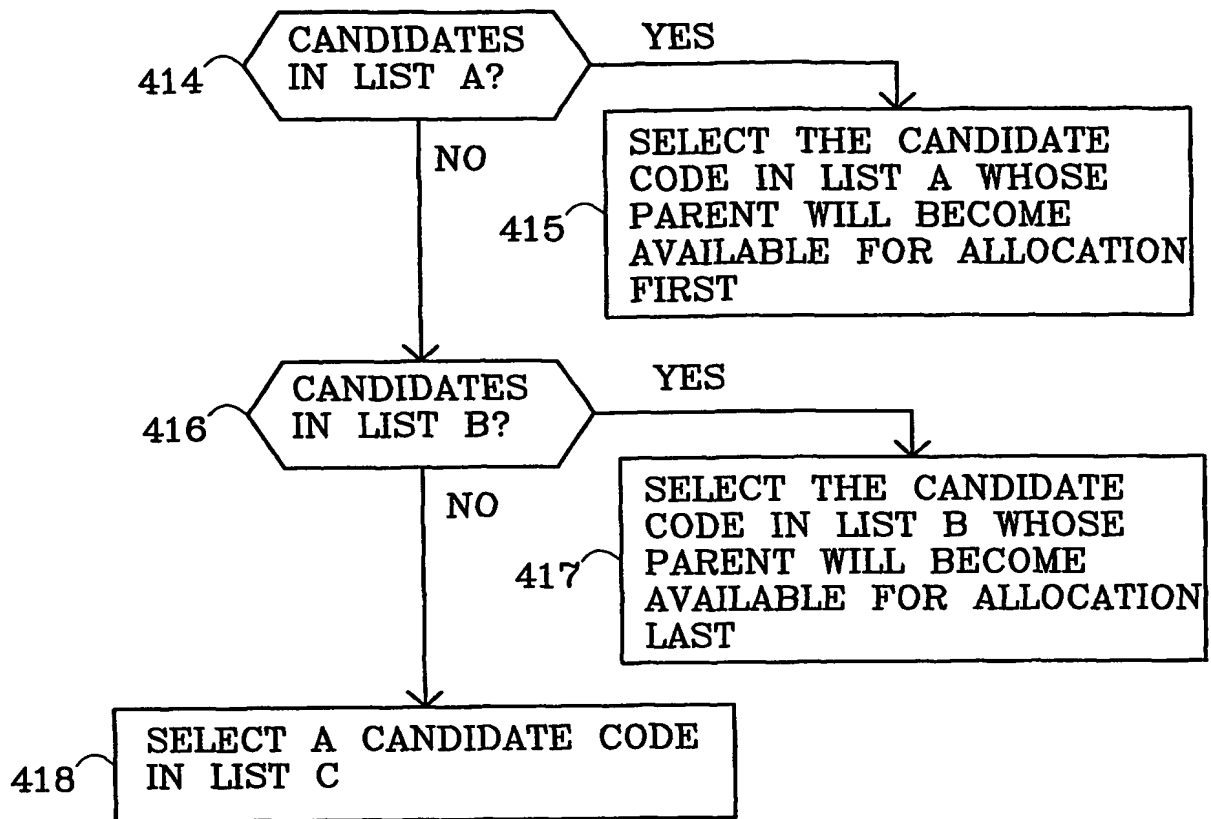 CANDIDATES
IN LIST A?
YES
414
NO
SELECT THE CANDIDATE
CODE IN LIST A WHOSE
PARENT WILL BECOME
AVAILABLE FOR ALLOCATION
FIRST
415
CANDIDATES
IN LIST B?
YES
416
NO
SELECT THE CANDIDATE
CODE IN LIST B WHOSE
PARENT WILL BECOME
AVAILABLE FOR ALLOCATION
LAST
417
SELECT A CANDIDATE CODE
IN LIST C
418